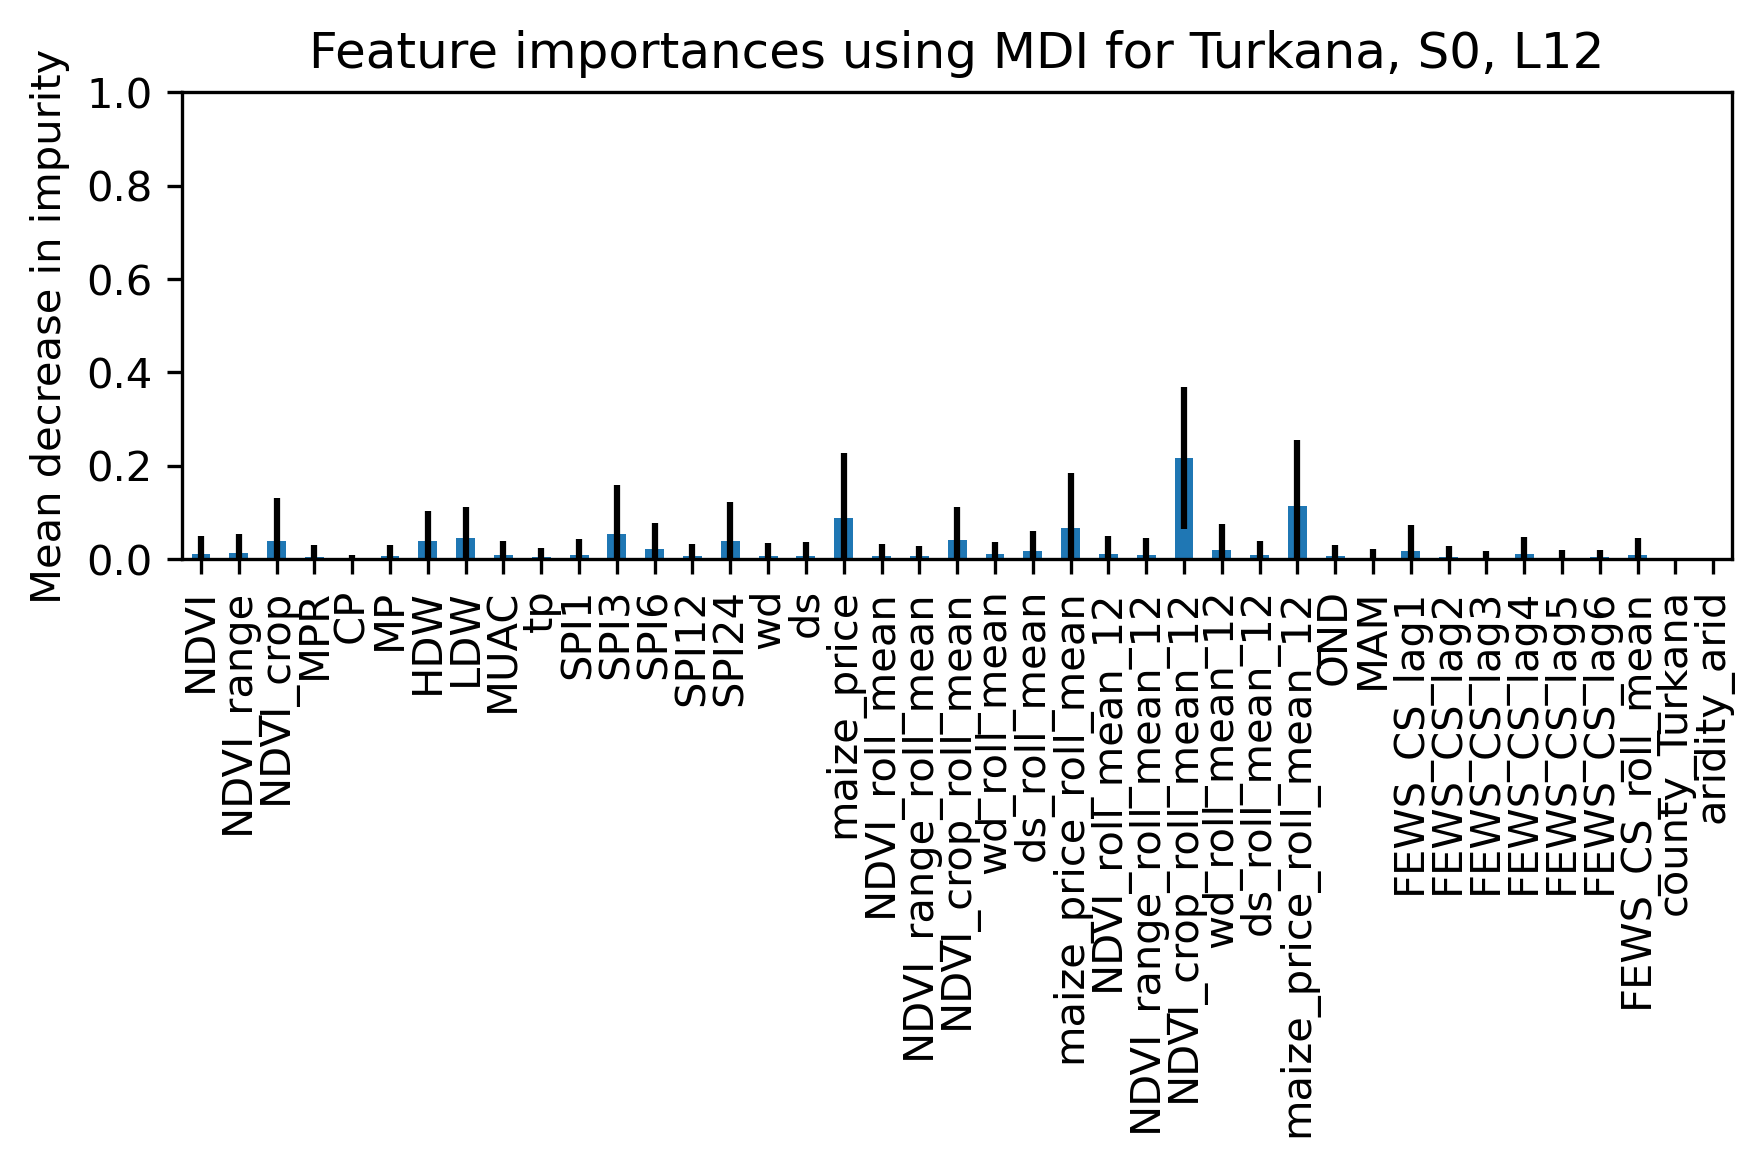 Feature importances using MDI for Turkana, S0, L12
Mean decrease in impurity
1.0
0.8
0.6
0.4
0.2
0.0
NDVI
NDVI_range
NDVI_crop
MPR
CP
MP
HDW
LDW
MUAC
tp
SPI1
SPI3
SPI6
SPI12
SPI24
wd
ds
maize_price
NDVI_roll_mean
NDVI_range_roll_mean
NDVI_crop_roll_mean
wd_roll_mean
ds_roll_mean
maize_price_roll_mean
NDVI_roll_mean_12
NDVI_range_roll_mean_12
NDVI_crop_roll_mean_12
wd_roll_mean_12
ds_roll_mean_12
maize_price_roll_mean_12
OND
MAM
FEWS_CS_lag1
FEWS_CS_lag2
FEWS_CS_lag3
FEWS_CS_lag4
FEWS_CS_lag5
FEWS_CS_lag6
FEWS_CS_roll_mean
county_Turkana
aridity_arid